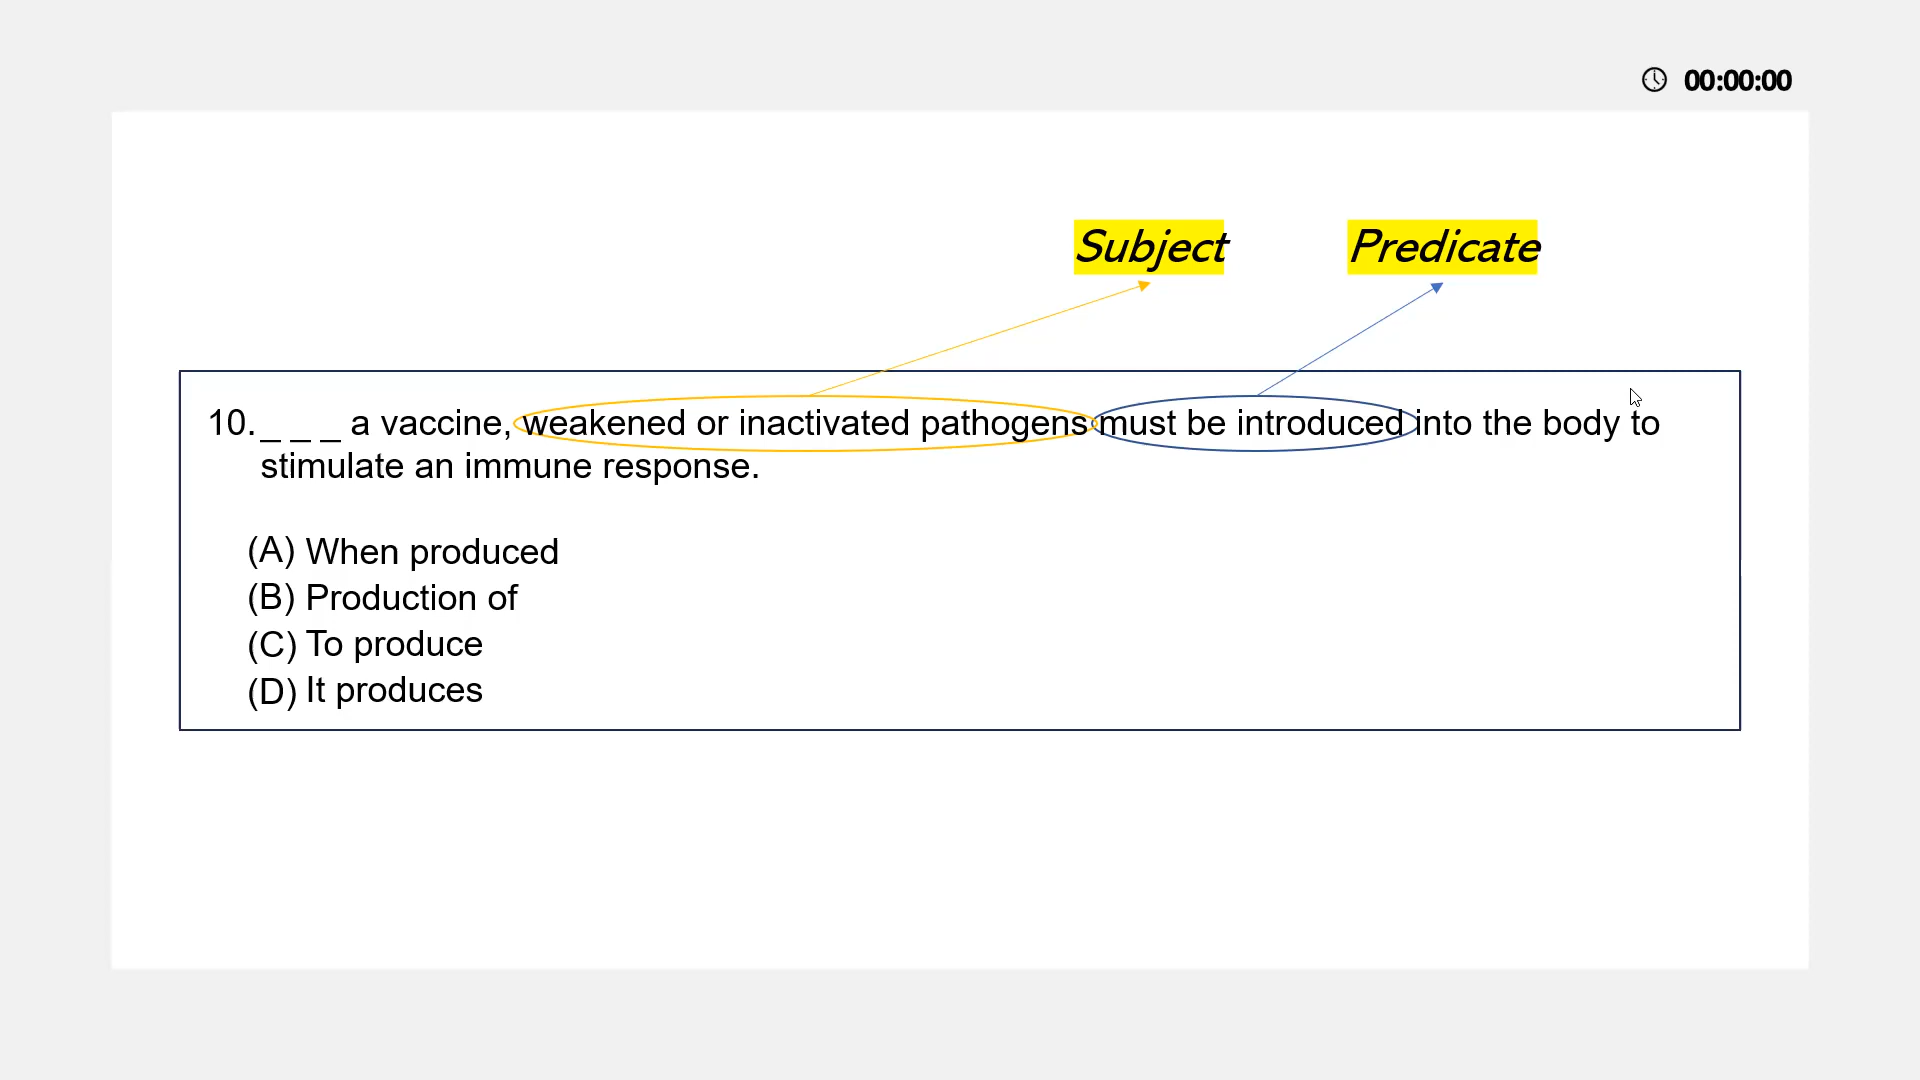 00:00:00
Subject Predicate
10. _ _ _ a vaccine, weakened or inactivated pathogens must be introduced into the body to
stimulate an immune response.
(A) When produced
(B) Production of
(C) To produce
(D) It produces